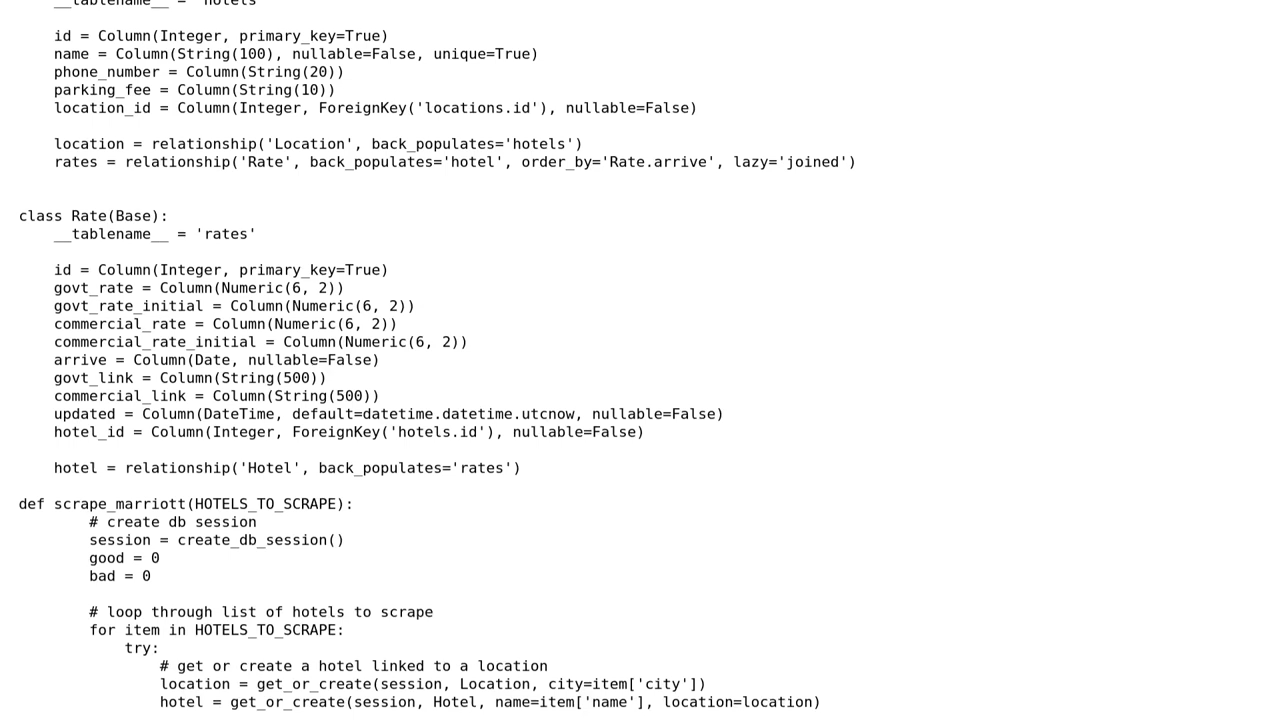 __tablename__ = 'hotels'
id = Column(Integer, primary_key=True)
name = Column(String(100), nullable=False, unique=True)
phone_number = Column(String(20))
parking_fee = Column(String(10))
location_id = Column(Integer, ForeignKey('locations.id'), nullable=False)
location = relationship('Location', back_populates='hotels')
rates = relationship('Rate', back_populates='hotel', order_by='Rate.arrive', lazy='joined')
class Rate(Base):
__tablename__ = 'rates'
id = Column(Integer, primary_key=True)
govt_rate = Column(Numeric(6, 2))
govt_rate_initial = Column(Numeric(6, 2))
commercial_rate = Column(Numeric(6, 2))
commercial_rate_initial = Column(Numeric(6, 2))
arrive = Column(Date, nullable=False)
govt_link = Column(String(500))
commercial_link = Column(String(500))
updated = Column(DateTime, default=datetime.datetime.utcnow, nullable=False)
hotel_id = Column(Integer, ForeignKey('hotels.id'), nullable=False)
hotel = relationship('Hotel', back_populates='rates')
def scrape_marriott(HOTELS_TO_SCRAPE):
# create db session
session = create_db_session()
good = 0
bad = 0
# loop through list of hotels to scrape
for item in HOTELS_TO_SCRAPE:
try:
# get or create a hotel linked to a location
location = get_or_create(session, Location, city=item['city'])
hotel = get_or_create(session, Hotel, name=item['name'], location=location)